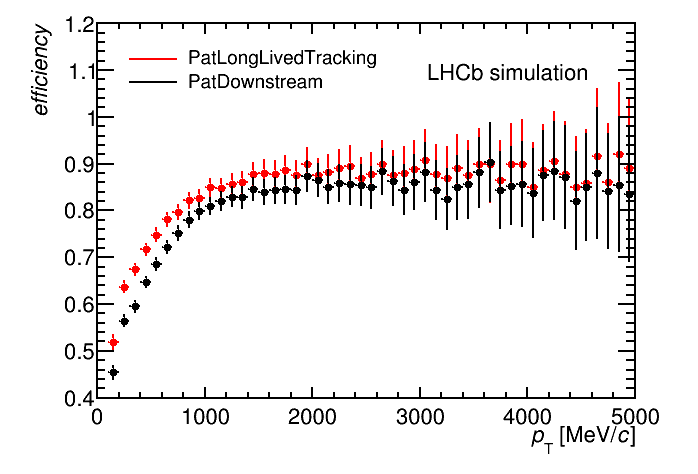 efficiency
1.2
1.1
1
0.9
0.8
0.7
0.6
0.5
0.4
PatLongLivedTracking
PatDownstream
LHCb simulation
0 1000 2000 3000 4000 5000
p_T [MeV/c]